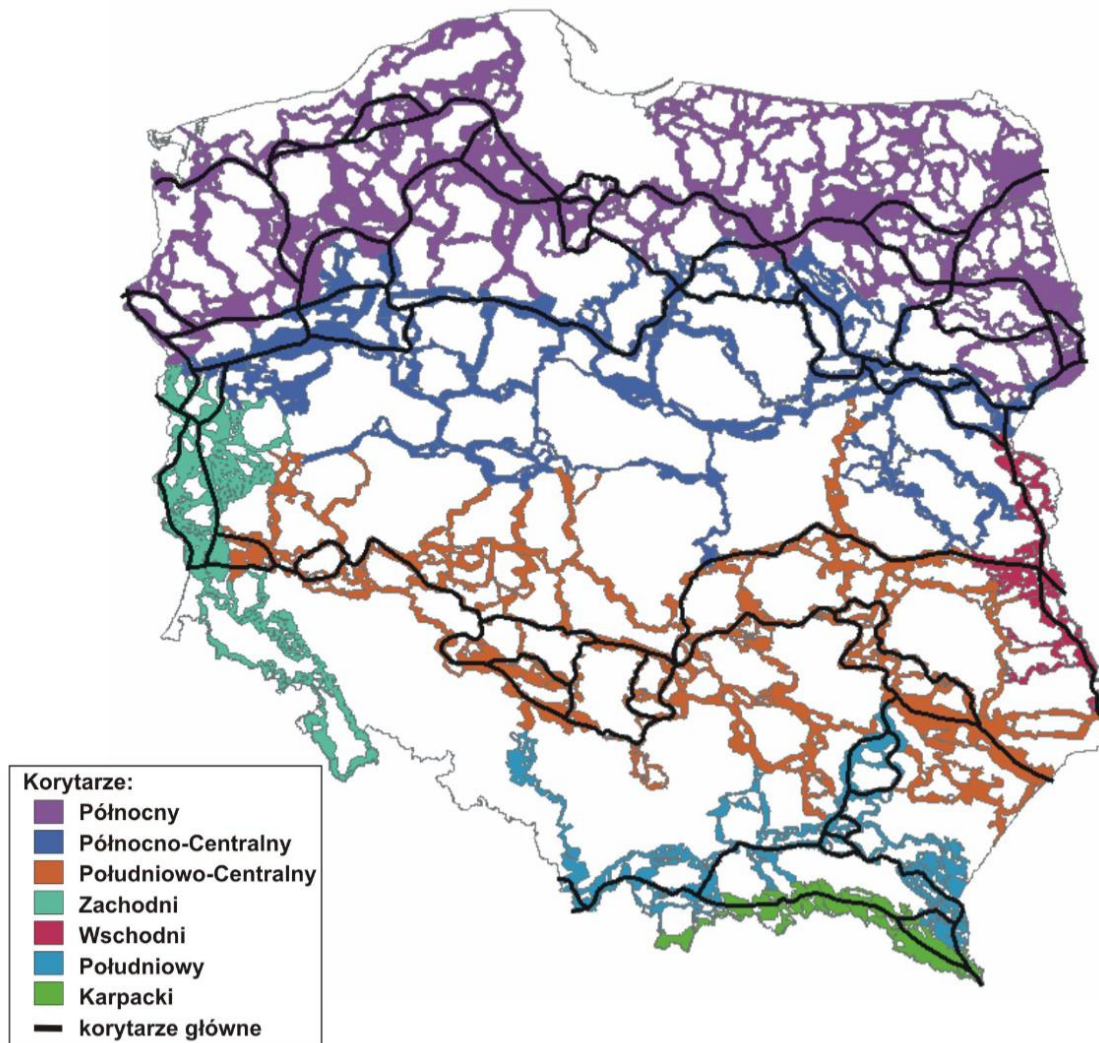 Korytarze:
Północny
Północno-Centralny
Południowo-Centralny
Zachodni
Wschodni
Południowy
Karpacki
korytarze główne